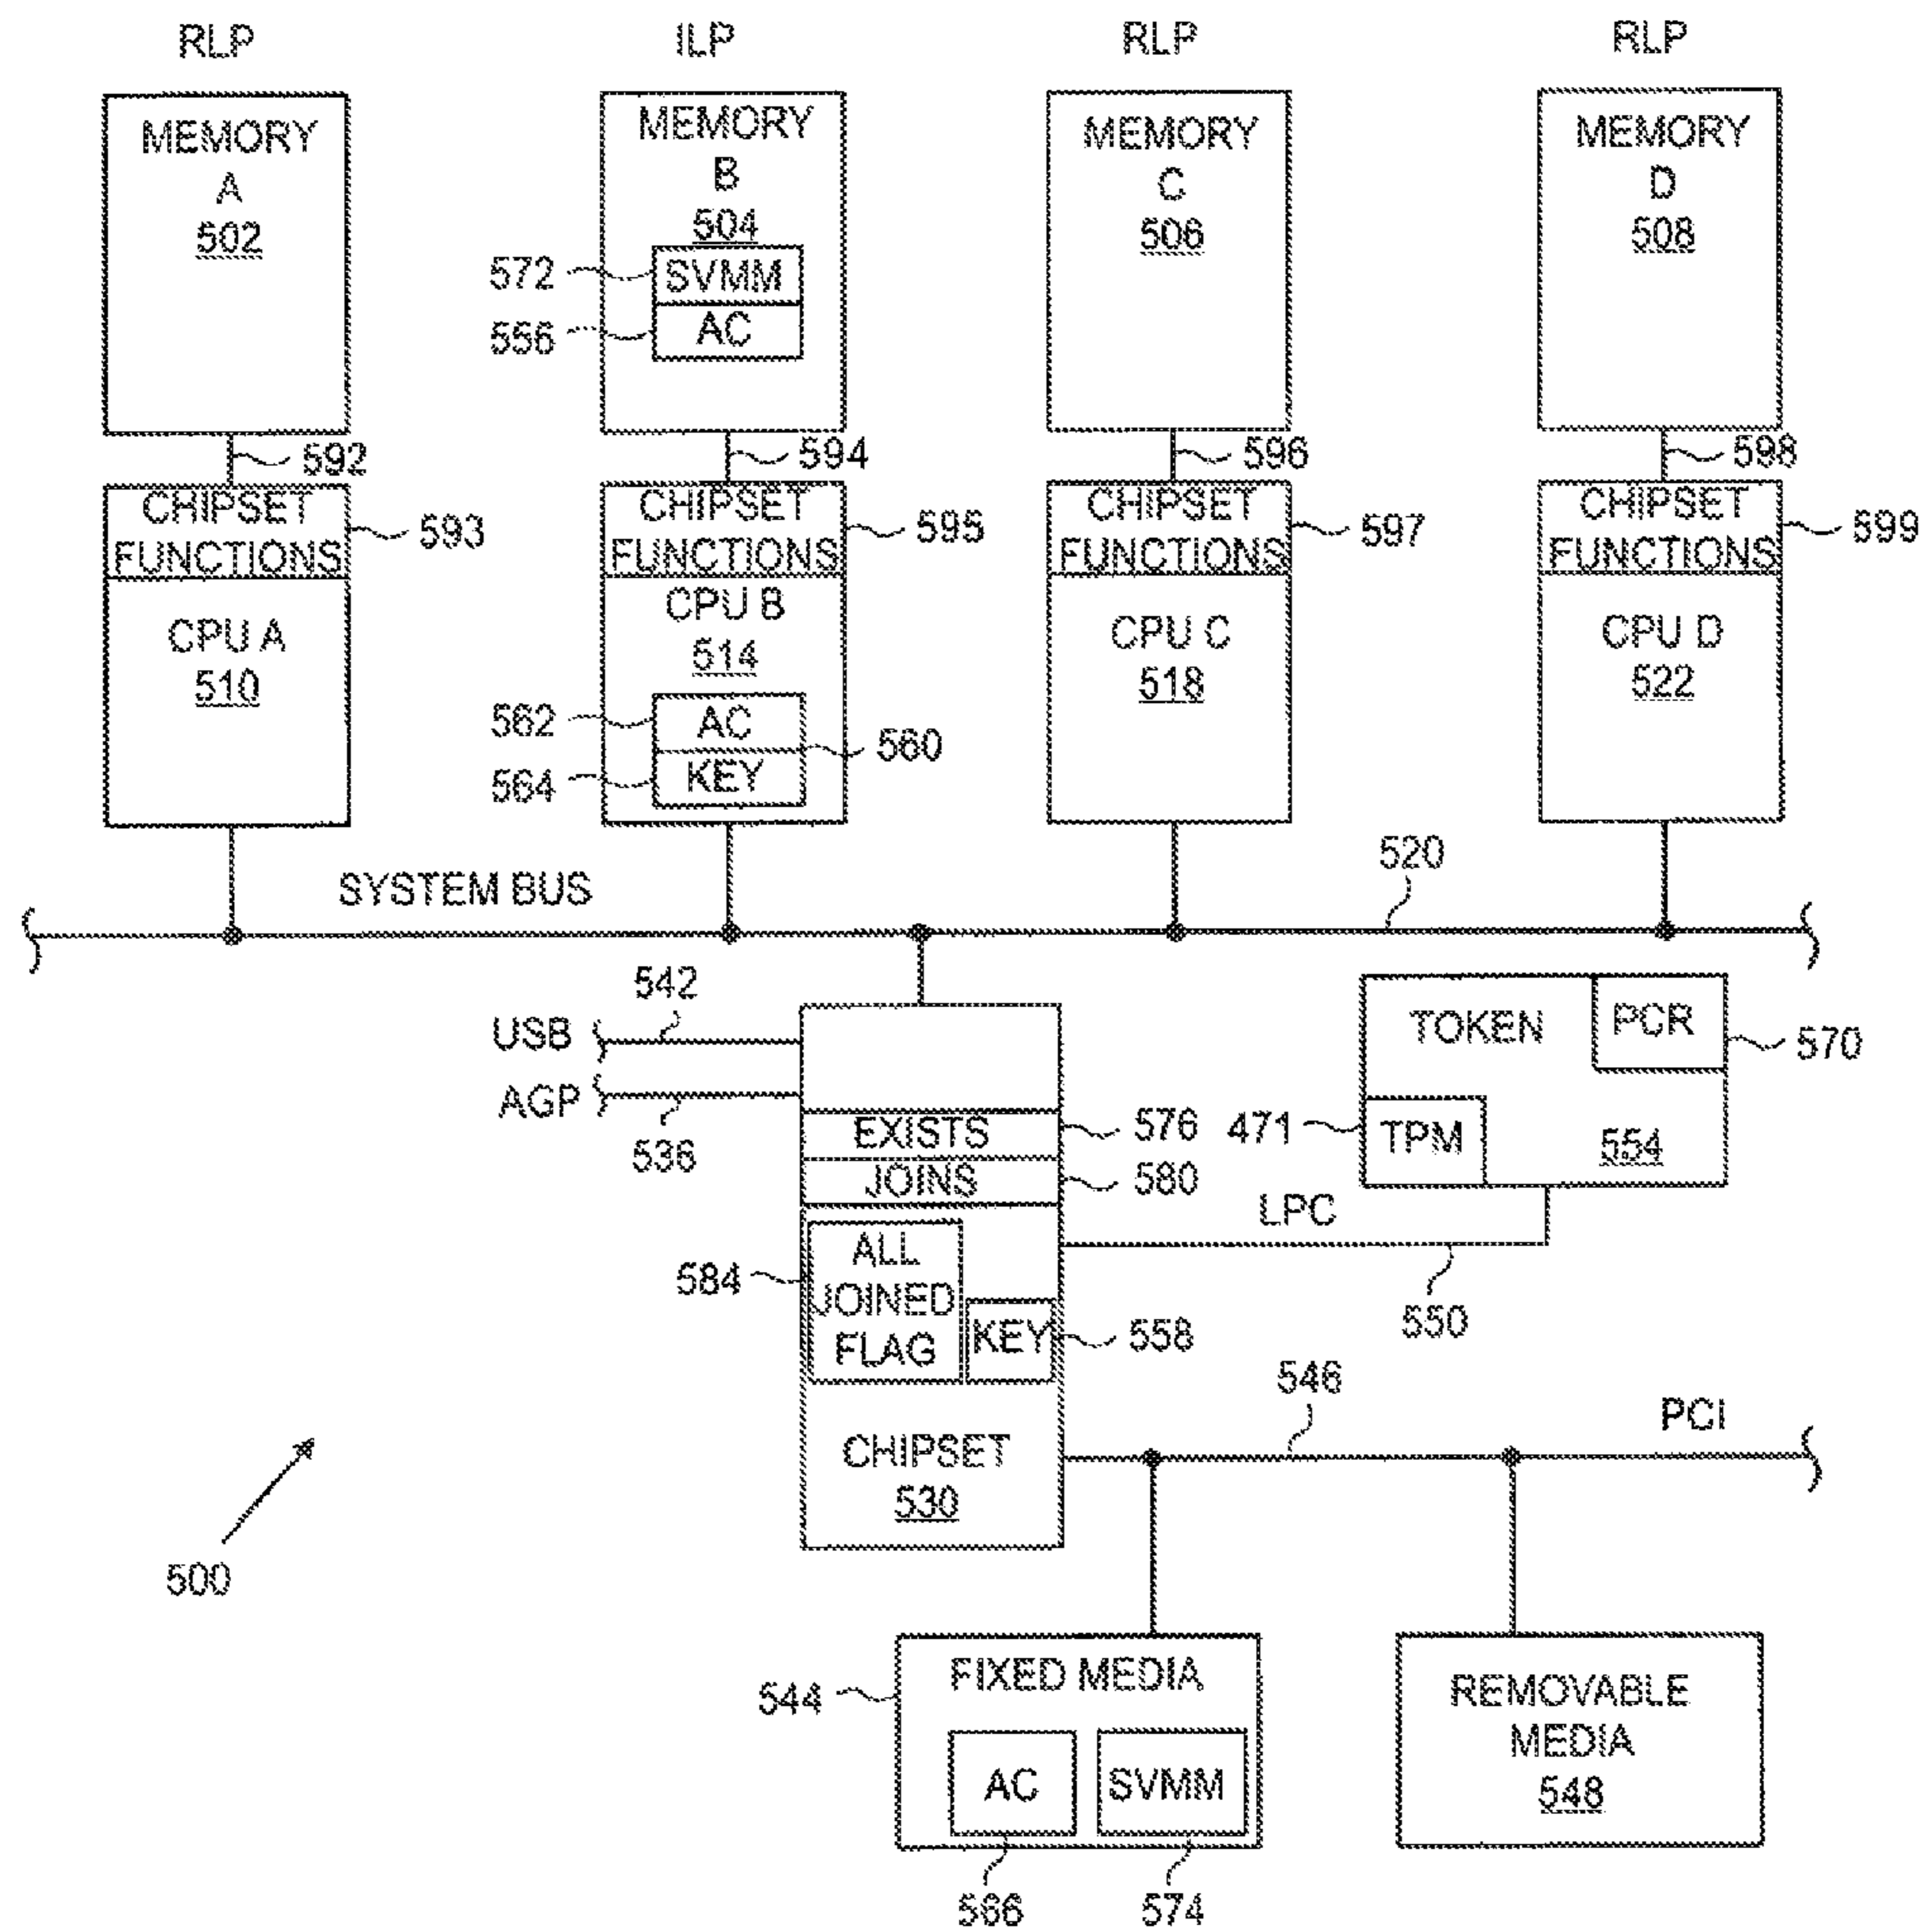 RLP
ILP
RLP
RLP
MEMORY
A
502
MEMORY
B
504
572
SVMM
556
AC
MEMORY
C
506
MEMORY
D
508
592
594
596
598
CHIPSET
FUNCTIONS
593
CHIPSET
FUNCTIONS
595
CHIPSET
FUNCTIONS
597
CHIPSET
FUNCTIONS
599
CPU A
510
CPU B
514
562
AC
560
564
KEY
CPU C
518
CPU D
522
SYSTEM BUS
520
542
USB
AGP
536
EXISTS
576
JOINS
580
TOKEN
PCR
570
471
TPM
554
LPC
550
584
ALL
JOINED
FLAG
KEY
558
546
PCI
CHIPSET
530
500
544
FIXED MEDIA
AC
SVMM
566
574
REMOVABLE
MEDIA
548